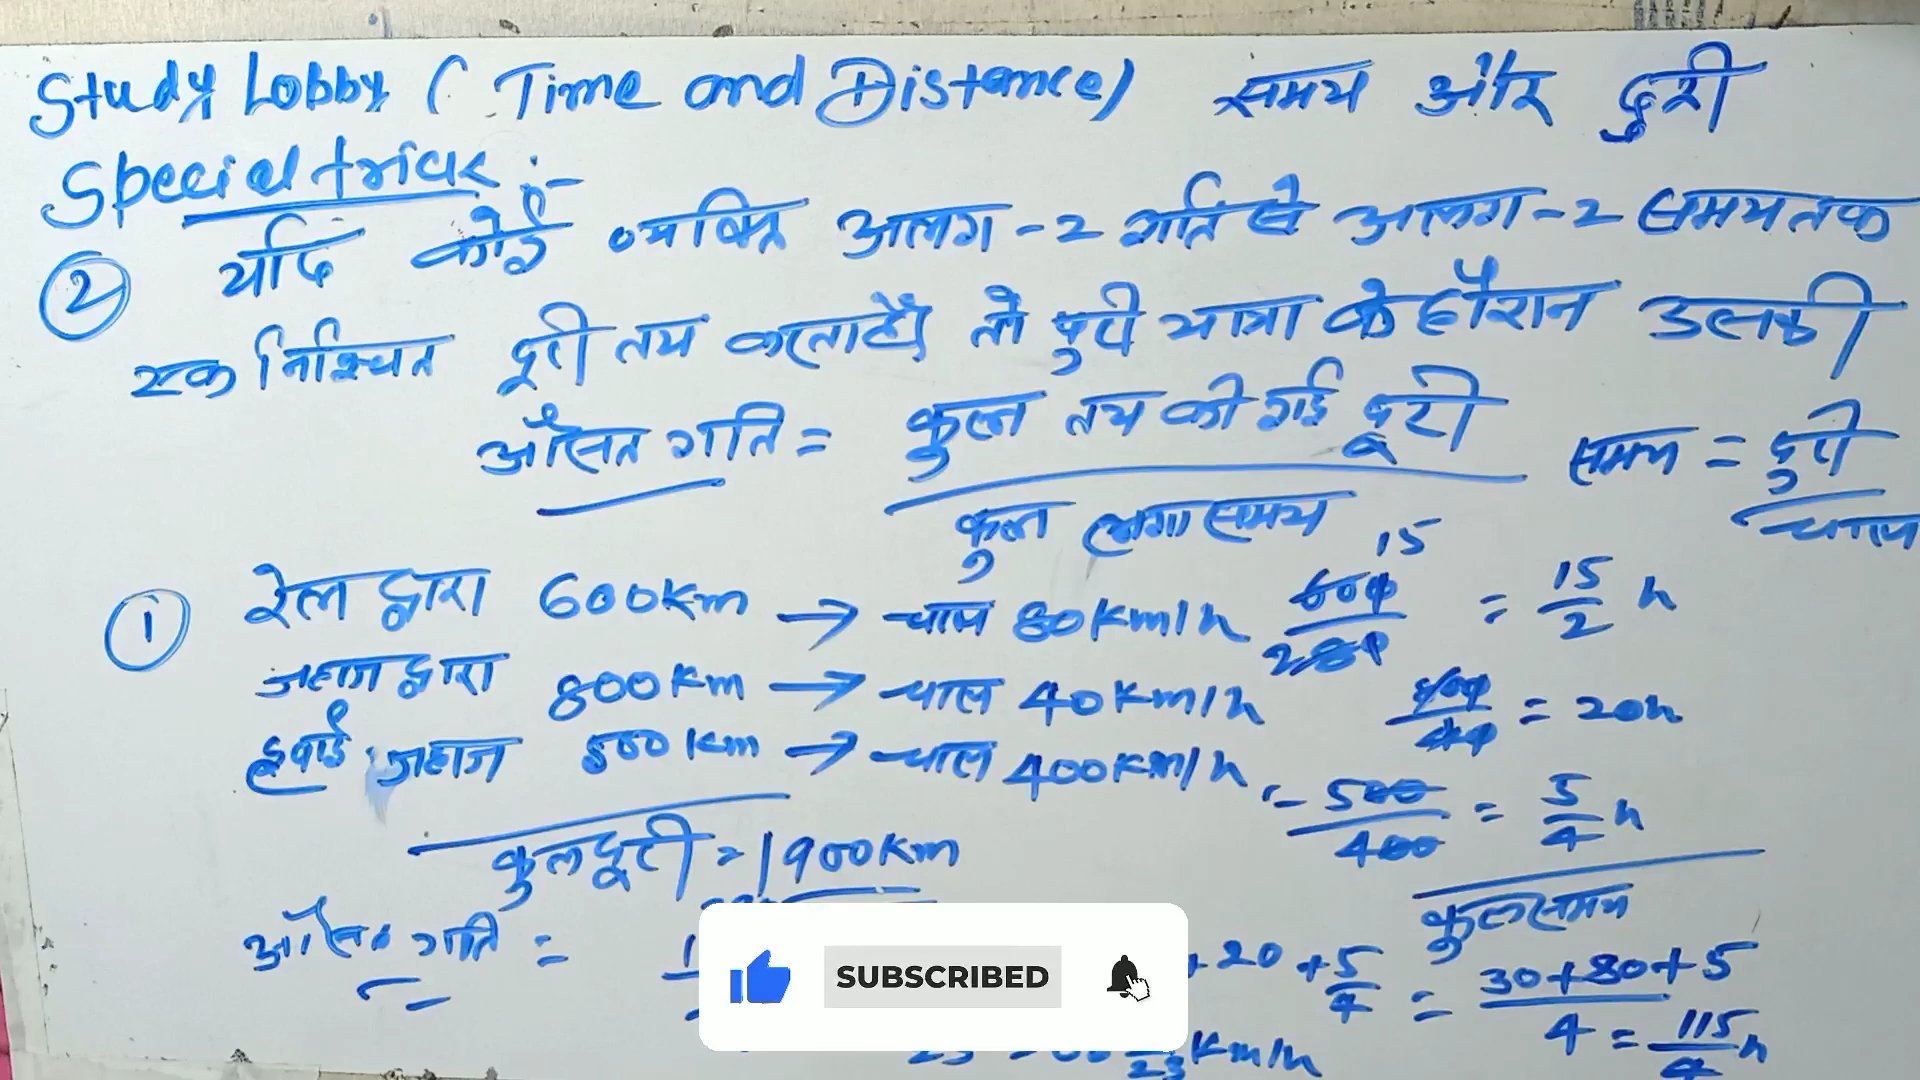 Study Lobby ( Time and Distance) समय और दुरी
Special trick :-
② यदि कोई व्यक्ति अलग-2 गति से अलग-2 समय तक
एक निश्चित दूरी तय करता है, तो पुरी यात्रा के दौरान उसकी
औसत गति = कुल तय की गई दूरी / कुल लगा समय
समय = दुरी / चाल
① रेल द्वारा 600km → चाल 80km/h 600/80 15 2 = 15/2 h
जहाज द्वारा 800km → चाल 40km/h 800/40 = 20h
हवाई जहाज 500km → चाल 400km/h = 500/400 = 5/4 h
कुल दूरी = 1900km
कुल समय
औसत गति =
+ 20 + 5/4 = 30+80+5 / 4 = 115/4 h
SUBSCRIBED
km/h